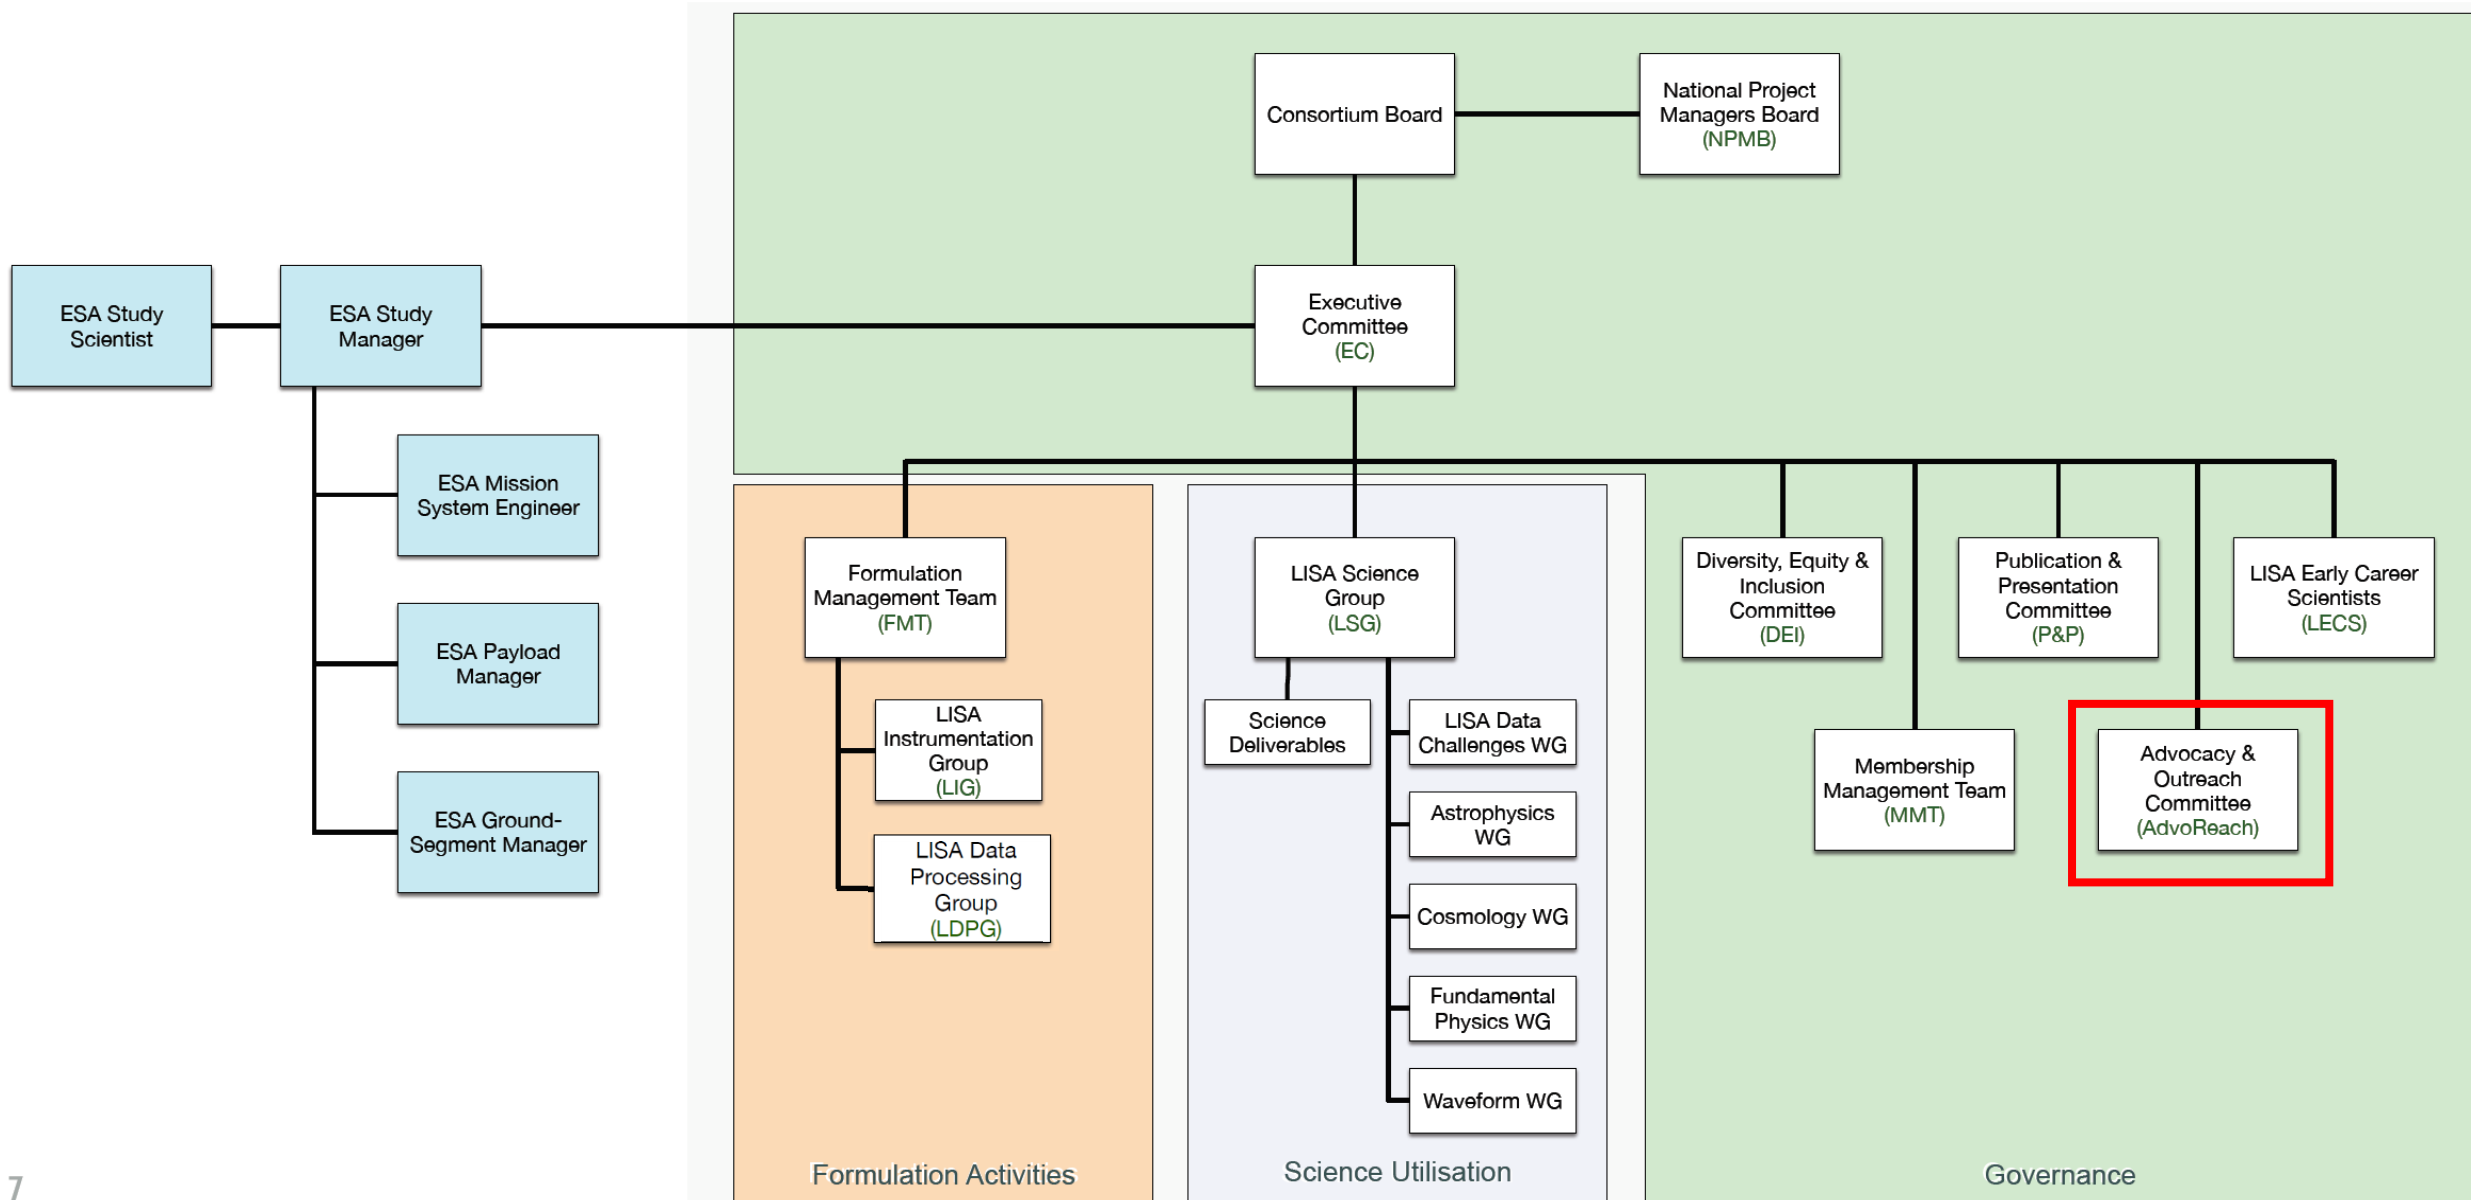 Consortium Board
National Project
Managers Board
(NPMB)
ESA Study
Scientist
ESA Study
Manager
Executive
Committee
(EC)
ESA Mission
System Engineer
ESA Payload
Manager
ESA Ground-
Segment Manager
Formulation
Management Team
(FMT)
LISA
Instrumentation
Group
(LIG)
LISA Data
Processing
Group
(LDPG)
Formulation Activities
LISA Science
Group
(LSG)
Science
Deliverables
LISA Data
Challenges WG
Astrophysics
WG
Cosmology WG
Fundamental
Physics WG
Waveform WG
Science Utilisation
Diversity, Equity &
Inclusion
Committee
(DEI)
Publication &
Presentation
Committee
(P&P)
LISA Early Career
Scientists
(LECS)
Membership
Management Team
(MMT)
Advocacy &
Outreach
Committee
(AdvoReach)
Governance
7